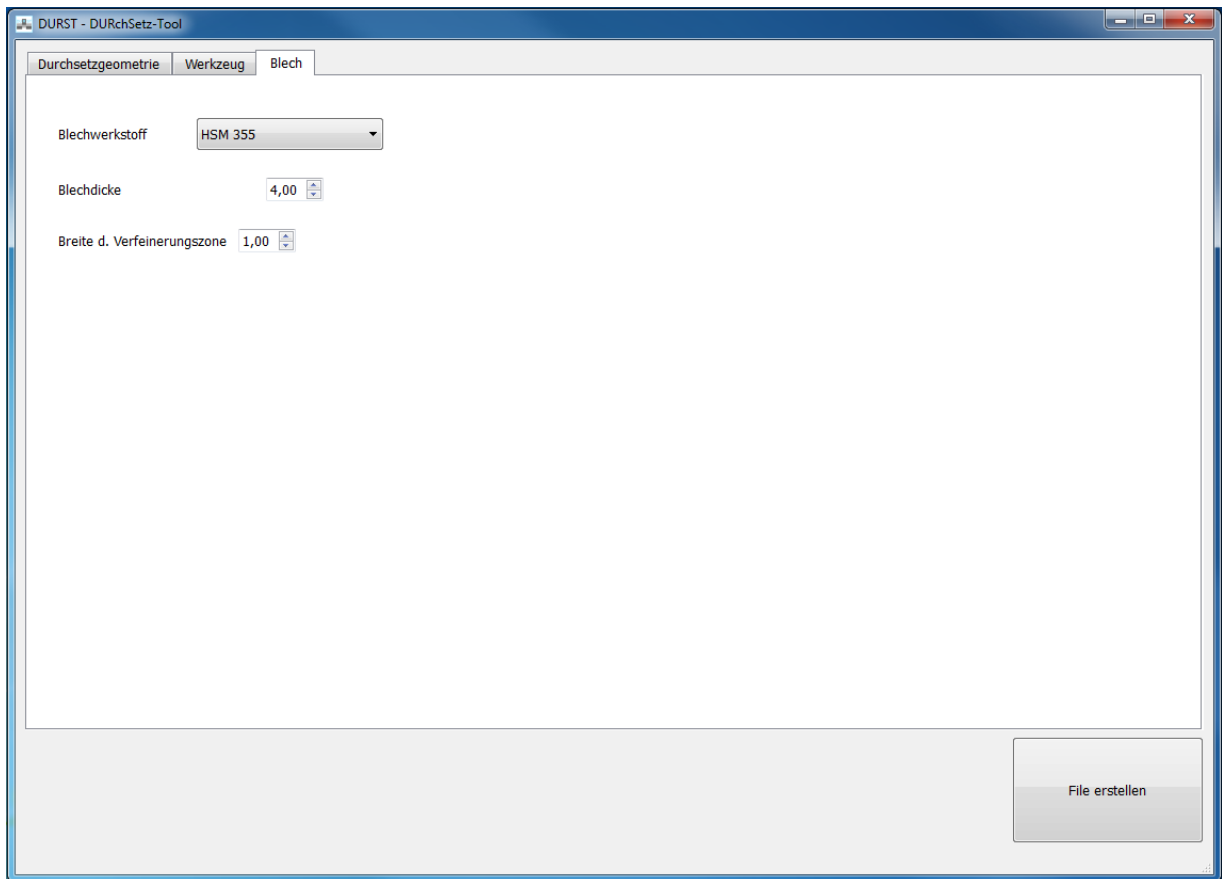 DURST - DURchSetz-Tool
Durchsetzgeometrie Werkzeug Blech
Blechwerkstoff HSM 355
Blechdicke 4,00
Breite d. Verfeinerungszone 1,00
File erstellen